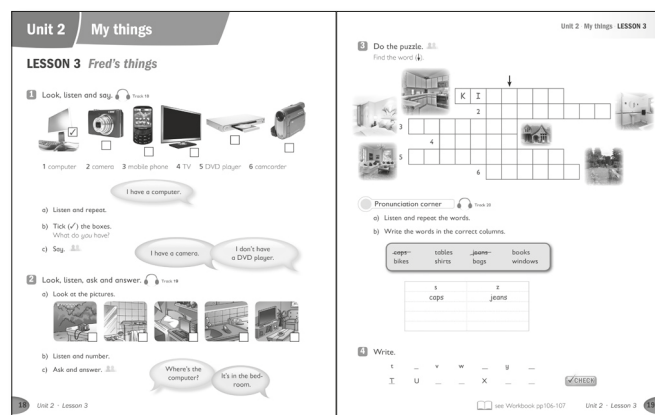 Unit 2
My things
LESSON 3 Fred's things
1 Look, listen and say. Track 18
1 computer 2 camera 3 mobile phone 4 TV 5 DVD player 6 camcorder
I have a computer.
a) Listen and repeat.
b) Tick (✓) the boxes.
What do you have?
c) Say.
I have a camera.
I don't have
a DVD player.
2 Look, listen, ask and answer. Track 19
a) Look at the pictures.
b) Listen and number.
c) Ask and answer.
Where's the
computer?
It's in the bed-
room.
18 Unit 2 · Lesson 3
Unit 2 · My things LESSON 3
3 Do the puzzle.
Find the word (↓).
K I
2
3
4
5
6
Pronunciation corner Track 20
a) Listen and repeat the words.
b) Write the words in the correct columns.
caps tables jeans books
bikes shirts bags windows
s z
caps jeans
4 Write.
t _ v w _ y _
T U _ _ X _ _
✓CHECK
see Workbook pp106-107
Unit 2 · Lesson 3 19